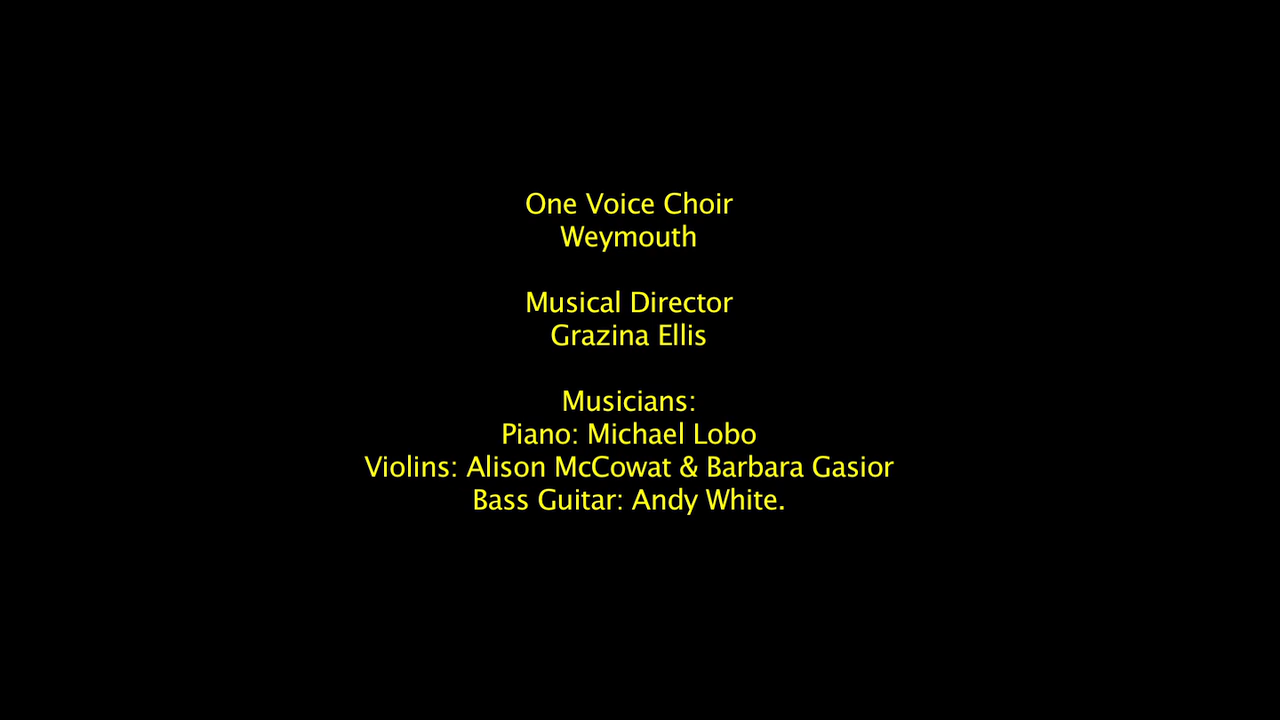 One Voice Choir
Weymouth
Musical Director
Grazina Ellis
Musicians:
Piano: Michael Lobo
Violins: Alison McCowat & Barbara Gasior
Bass Guitar: Andy White.